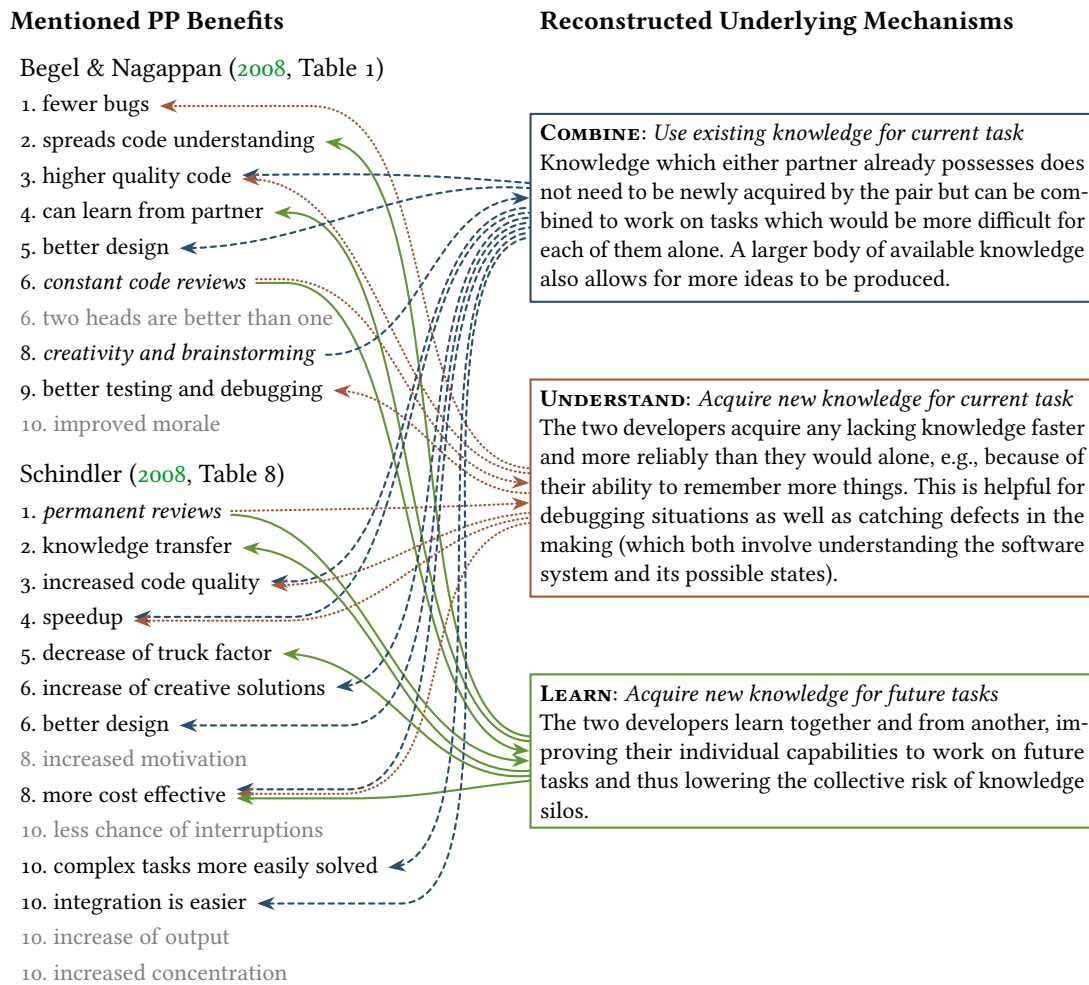 Mentioned PP Benefits
Begel & Nagappan (2008, Table 1)
1. fewer bugs
2. spreads code understanding
3. higher quality code
4. can learn from partner
5. better design
6. constant code reviews
6. two heads are better than one
8. creativity and brainstorming
9. better testing and debugging
10. improved morale
Schindler (2008, Table 8)
1. permanent reviews
2. knowledge transfer
3. increased code quality
4. speedup
5. decrease of truck factor
6. increase of creative solutions
6. better design
8. increased motivation
8. more cost effective
10. less chance of interruptions
10. complex tasks more easily solved
10. integration is easier
10. increase of output
10. increased concentration
Reconstructed Underlying Mechanisms
COMBINE: Use existing knowledge for current task
Knowledge which either partner already possesses does
not need to be newly acquired by the pair but can be com-
bined to work on tasks which would be more difficult for
each of them alone. A larger body of available knowledge
also allows for more ideas to be produced.
UNDERSTAND: Acquire new knowledge for current task
The two developers acquire any lacking knowledge faster
and more reliably than they would alone, e.g., because of
their ability to remember more things. This is helpful for
debugging situations as well as catching defects in the
making (which both involve understanding the software
system and its possible states).
LEARN: Acquire new knowledge for future tasks
The two developers learn together and from another, im-
proving their individual capabilities to work on future
tasks and thus lowering the collective risk of knowledge
silos.